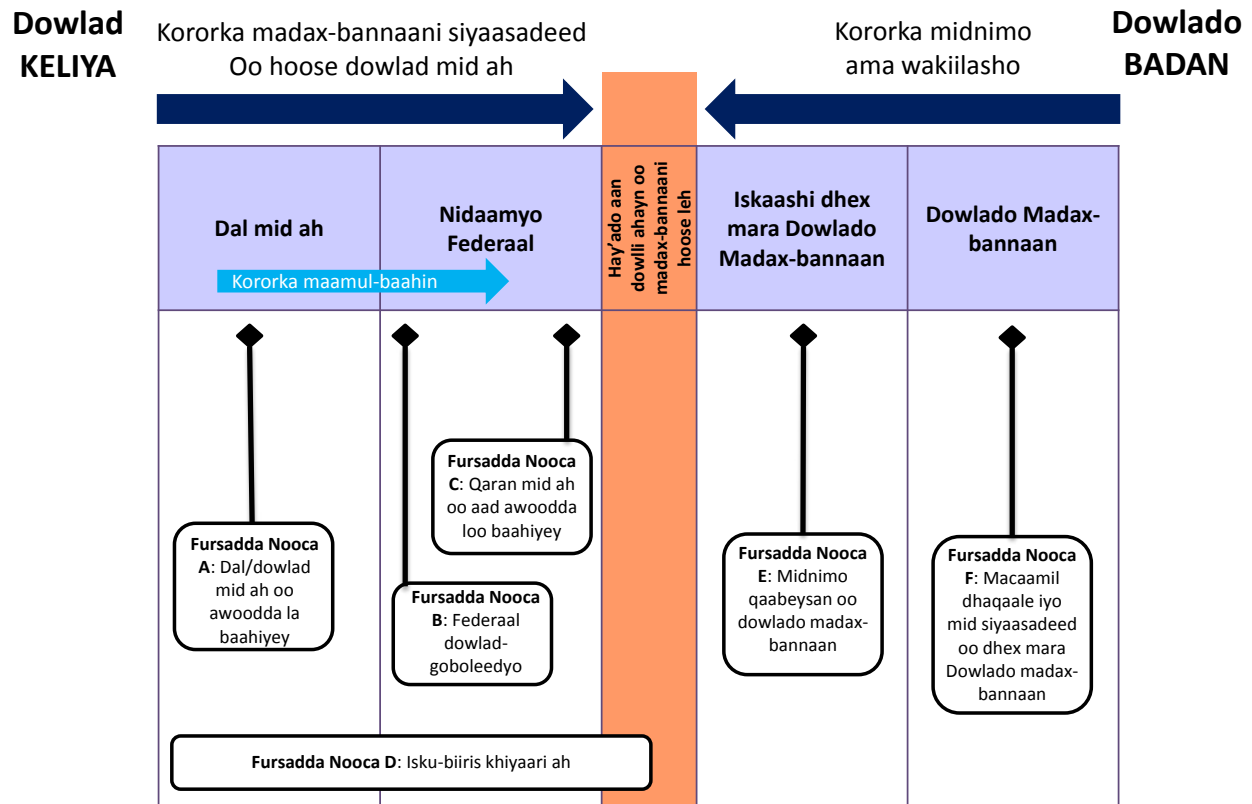 Dowlad
KELIYA
Kororka madax-bannaani siyaasadeed
Oo hoose dowlad mid ah
Kororka midnimo
ama wakiilasho
Dowlado
BADAN
Dal mid ah
Nidaamyo
Federaal
Kororka maamul-baahin
Hay'ado aan
dowlli ahayn oo
madax-bannaani
hoose leh
Iskaashi dhex
mara Dowlado
Madax-bannaan
Dowlado Madax-
bannaan
Fursadda Nooca
A: Dal/dowlad
mid ah oo
awoodda la
baahiyey
Fursadda Nooca
B: Federaal
dowlad-
goboleedyo
Fursadda Nooca
C: Qaran mid ah
oo aad awoodda
loo baahiyey
Fursadda Nooca
E: Midnimo
qaabeysan oo
dowlado madax-
bannaan
Fursadda Nooca
F: Macaamil
dhaqaale iyo
mid siyaasadeed
oo dhex mara
Dowlado madax-
bannaan
Fursadda Nooca D: Isku-biiris khiyaari ah